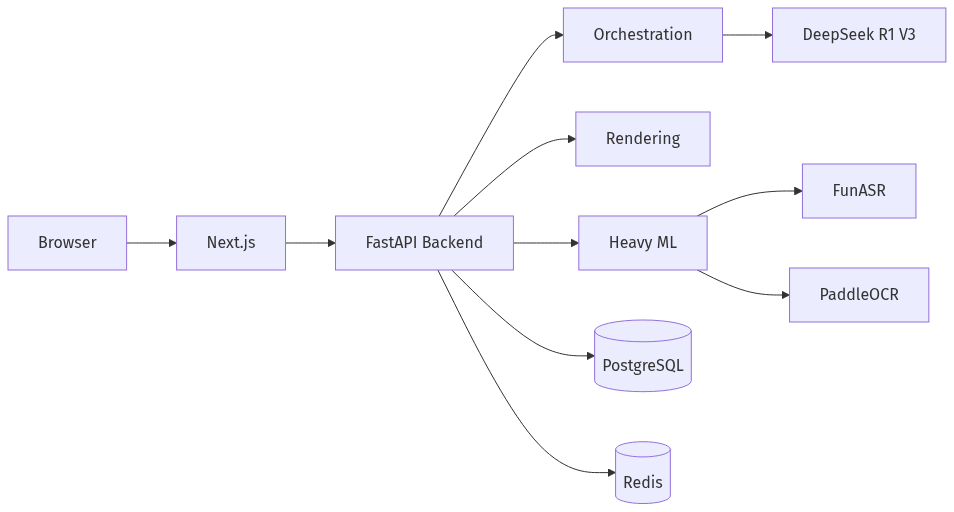 Browser
Next.js
FastAPI Backend
Orchestration
DeepSeek R1 V3
Rendering
Heavy ML
FunASR
PaddleOCR
PostgreSQL
Redis